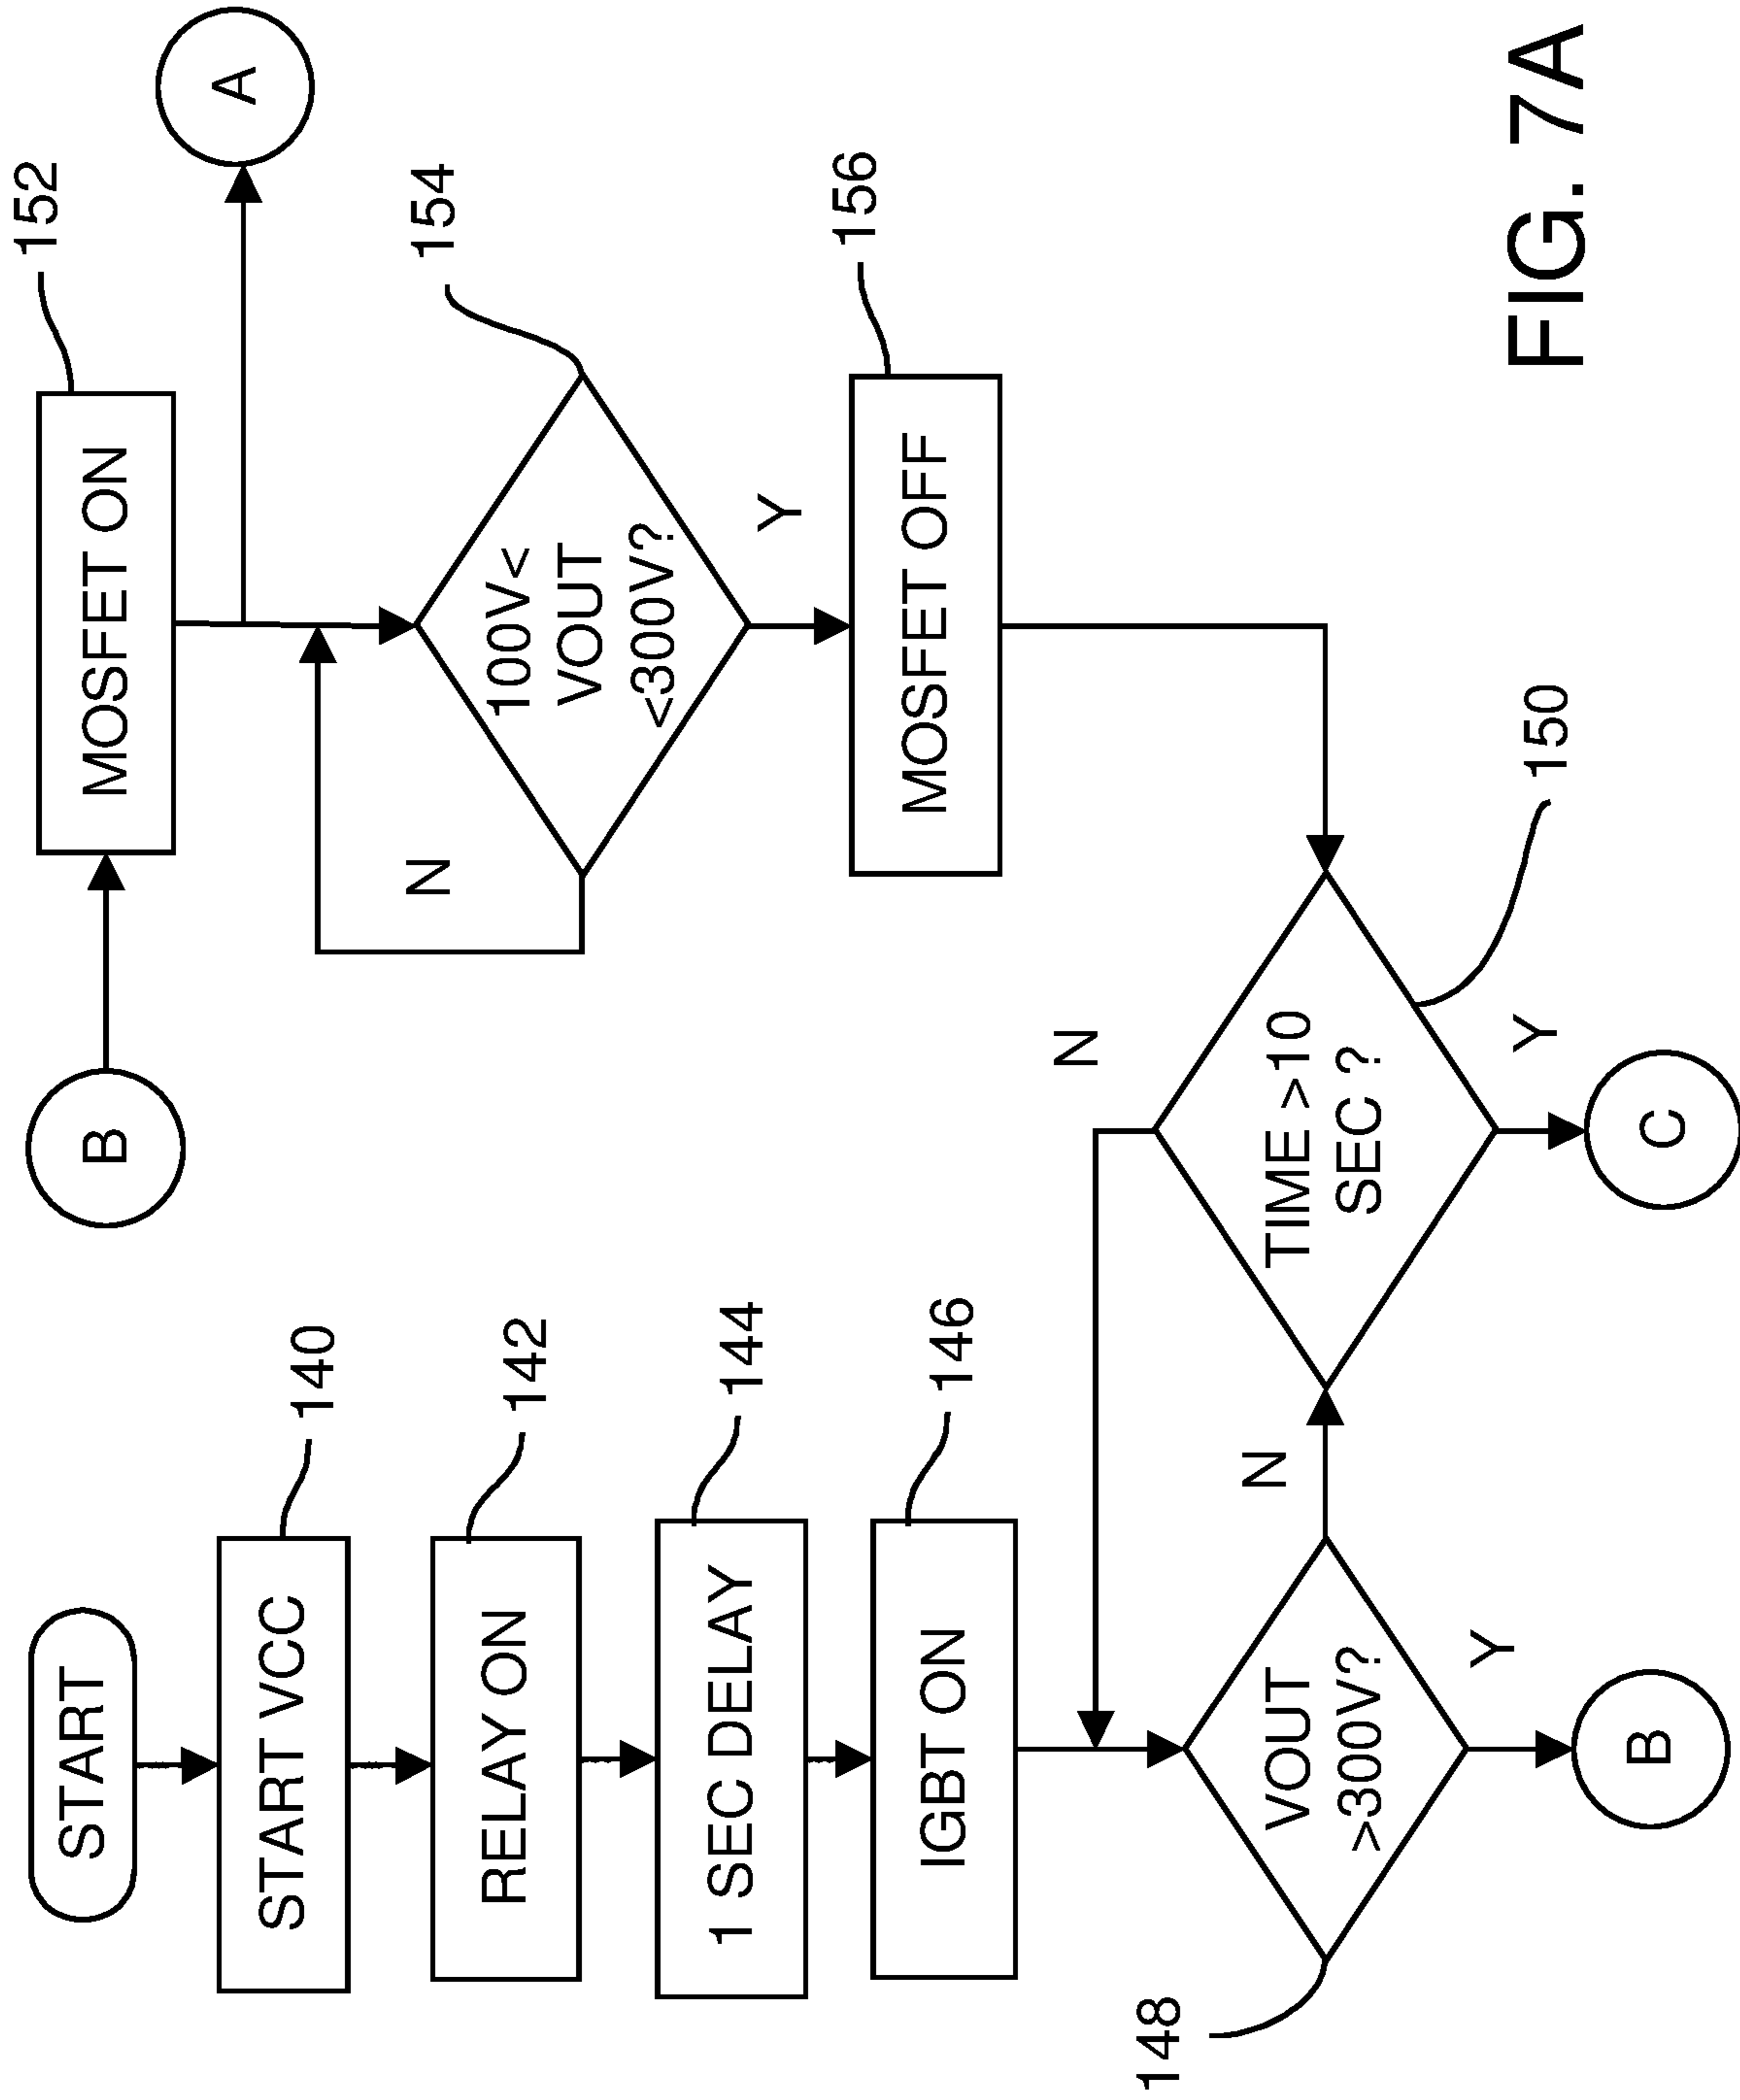 START
START VCC
140
RELAY ON
142
1 SEC DELAY
144
IGBT ON
146
VOUT
>300V?
148
N
Y
B
TIME >10
SEC ?
150
N
Y
C
B
MOSFET ON
152
A
100V<
VOUT
<300V?
154
N
Y
MOSFET OFF
156
FIG. 7A